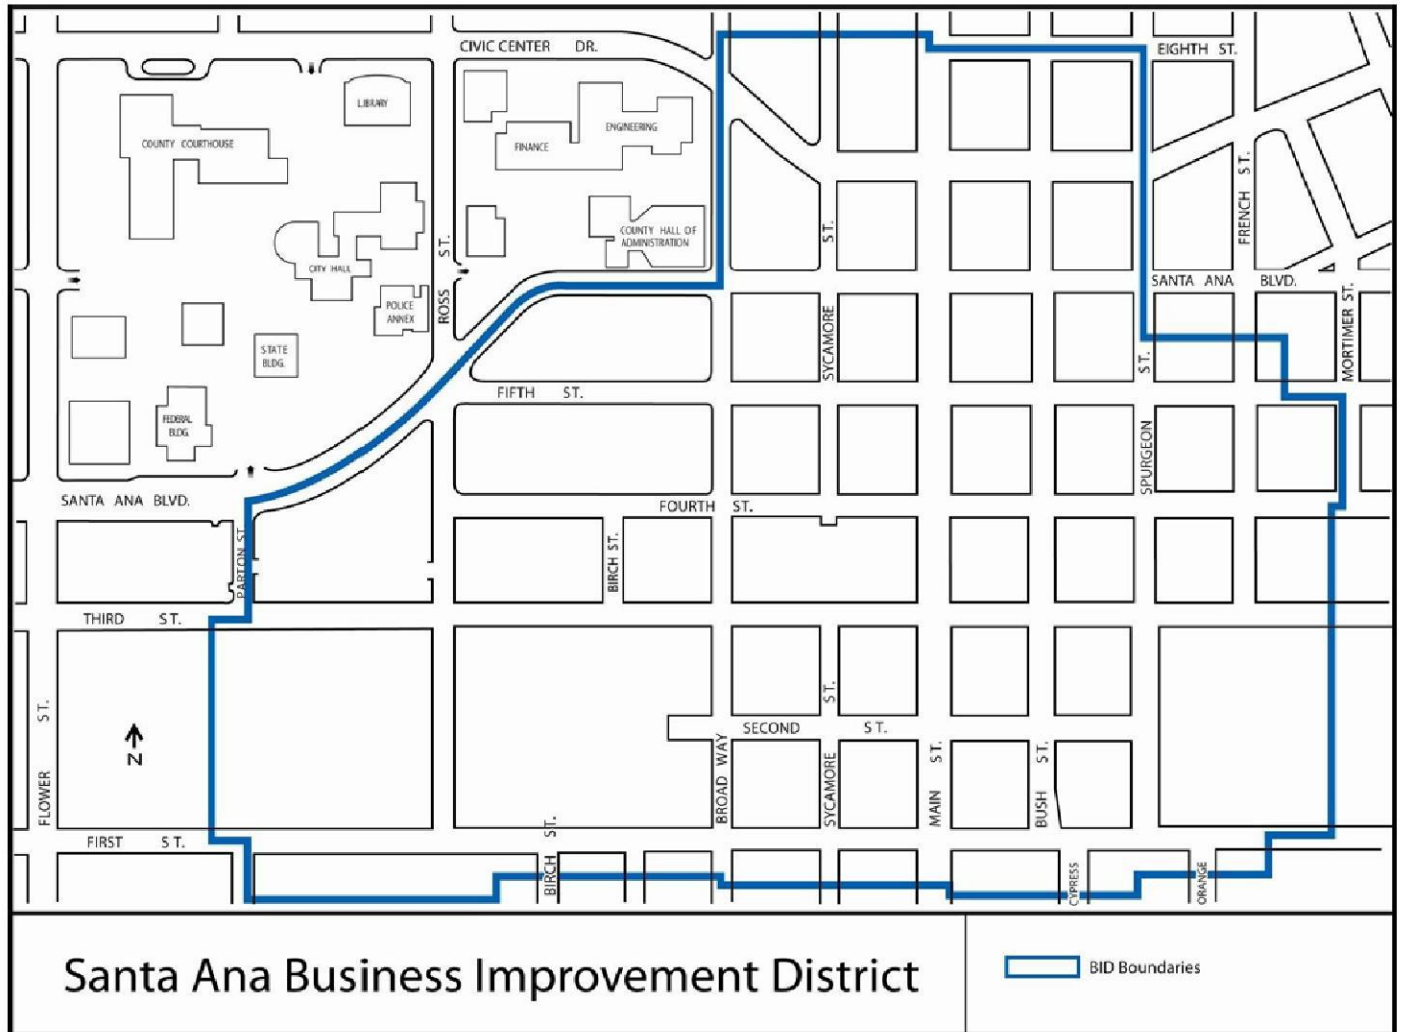 CIVIC CENTER DR.
EIGHTH ST.
LIBRARY
COUNTY COURTHOUSE
ENGINEERING
FINANCE
FRENCH ST.
COUNTY HALL OF
ADMINISTRATION
ST.
ST.
CITY HALL
SANTA ANA BLVD.
POLICE
ANNEX
ROSS
SYCAMORE
MORTIMER ST.
STATE
BLDG.
ST.
FIFTH ST.
FEDERAL
BLDG.
SPURGEON
SANTA ANA BLVD.
FOURTH ST.
PARTON ST.
BIRCH ST.
THIRD ST.
ST.
ST.
SECOND ST.
N
FLOWER
BROAD WAY
SYCAMORE
MAIN ST.
BUSH ST.
FIRST ST.
BIRCH ST.
CYPRESS
ORANGE
Santa Ana Business Improvement District
BID Boundaries